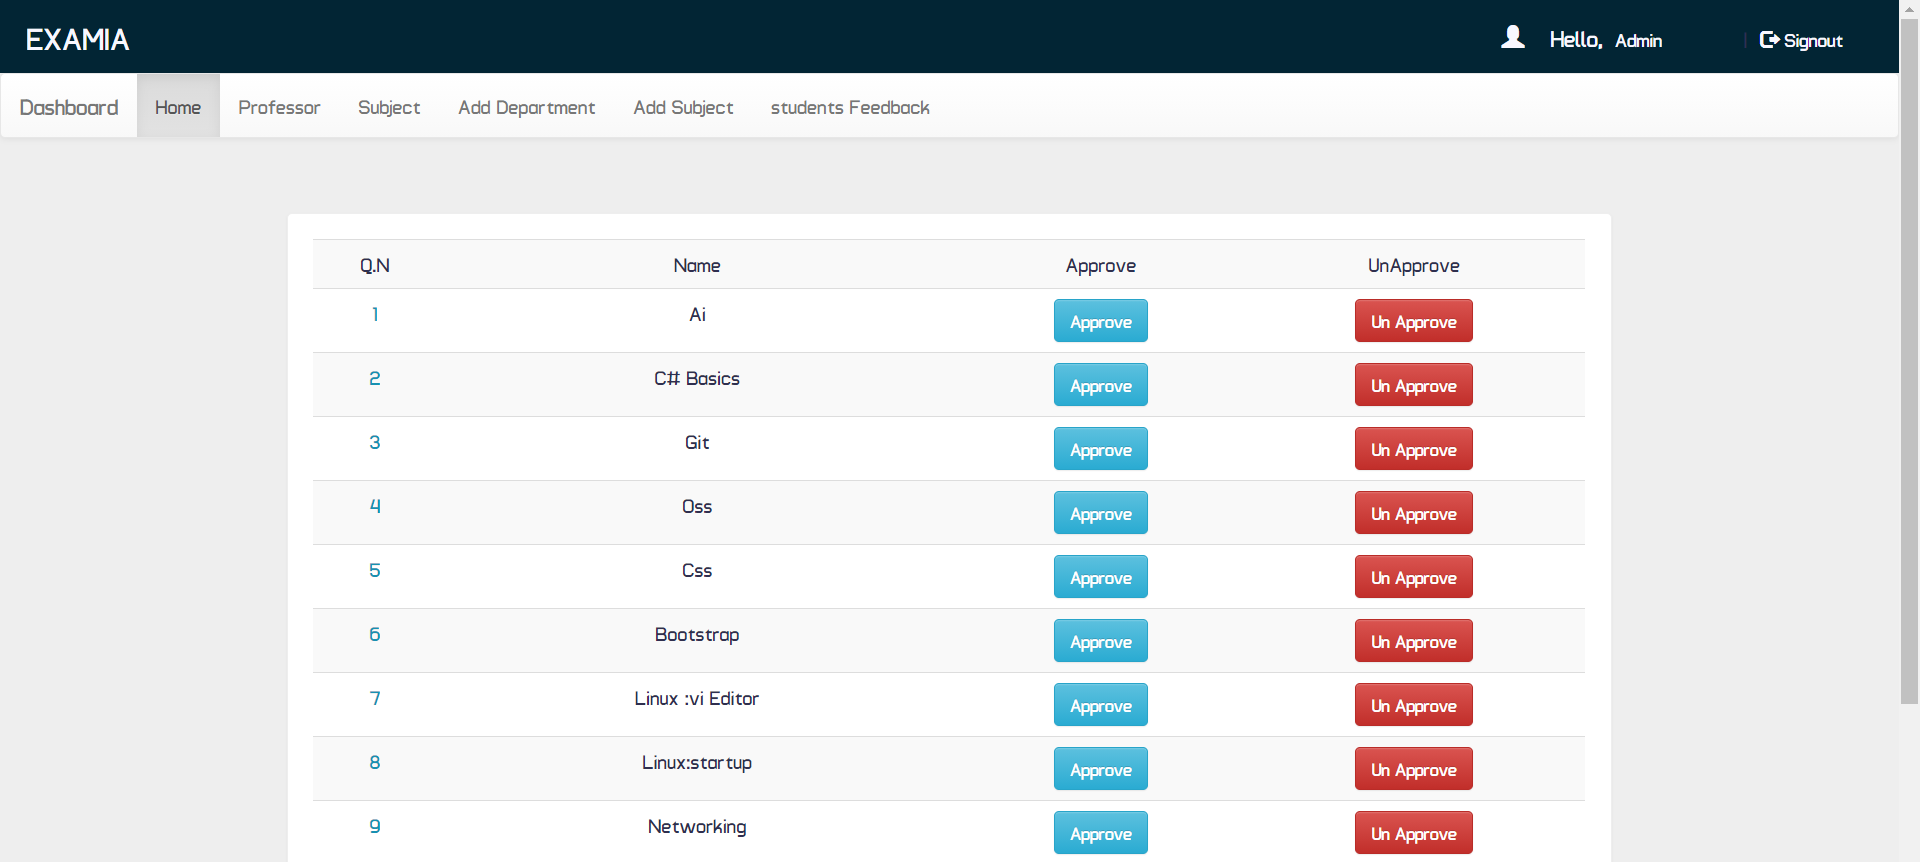 EXAMIA
Hello, Admin | Signout
Dashboard Home Professor Subject Add Department Add Subject students Feedback
Q.N Name Approve UnApprove
1 Ai Approve Un Approve
2 C# Basics Approve Un Approve
3 Git Approve Un Approve
4 Oss Approve Un Approve
5 Css Approve Un Approve
6 Bootstrap Approve Un Approve
7 Linux :vi Editor Approve Un Approve
8 Linux:startup Approve Un Approve
9 Networking Approve Un Approve